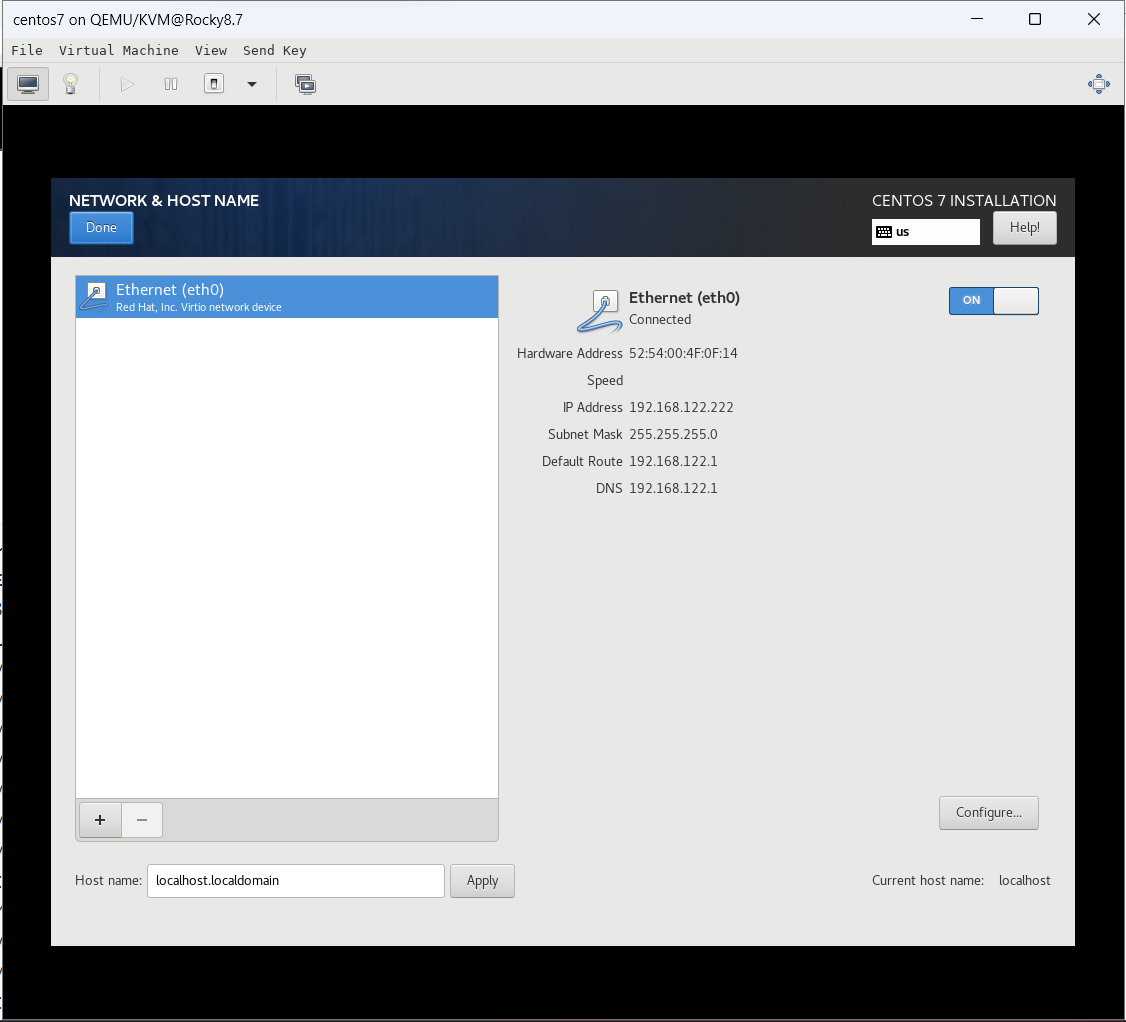 centos7 on QEMU/KVM@Rocky8.7
File Virtual Machine View Send Key
NETWORK & HOST NAME
CENTOS 7 INSTALLATION
Done
us
Help!
Ethernet (eth0)
Red Hat, Inc. Virtio network device
Ethernet (eth0)
Connected
ON
Hardware Address 52:54:00:4F:0F:14
Speed
IP Address 192.168.122.222
Subnet Mask 255.255.255.0
Default Route 192.168.122.1
DNS 192.168.122.1
+ −
Configure...
Host name: localhost.localdomain Apply
Current host name: localhost